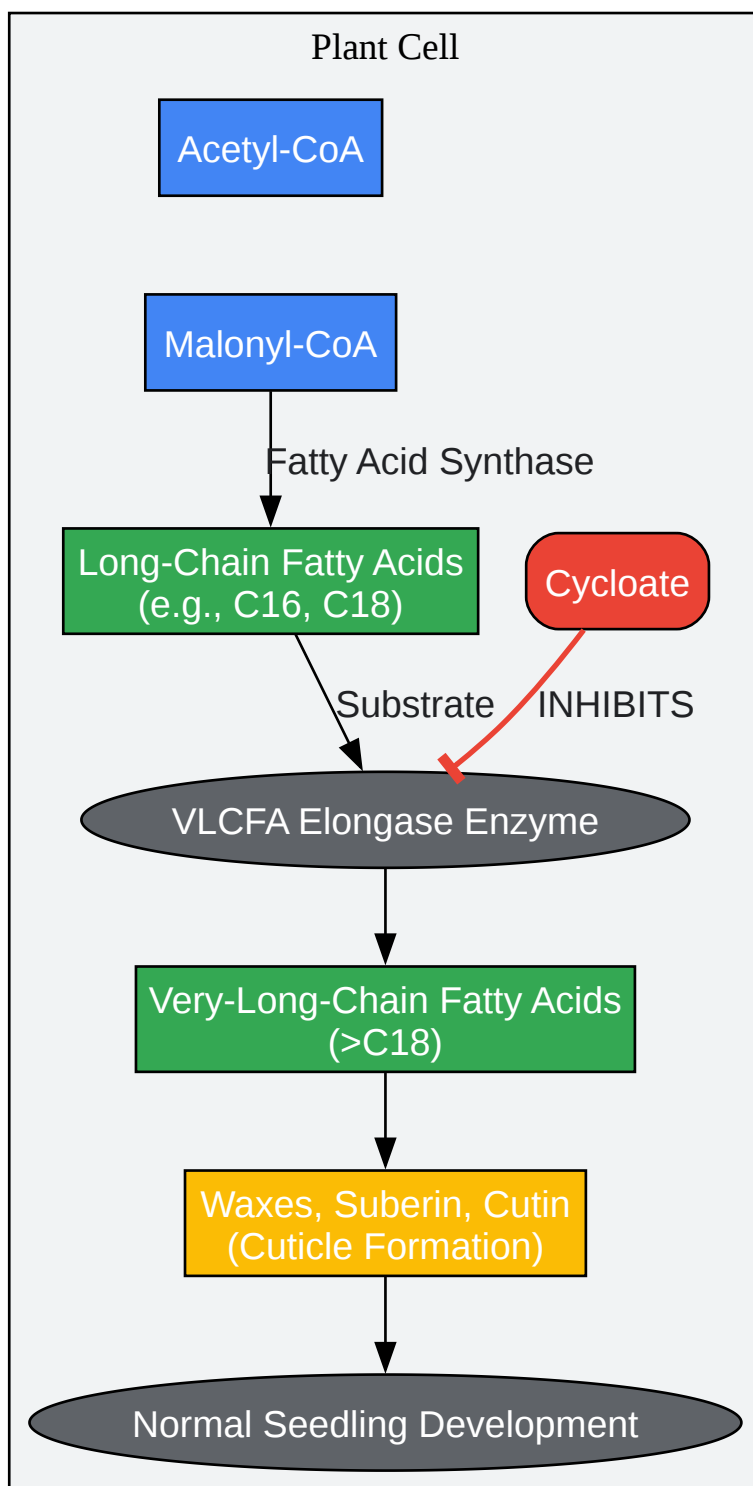 Plant Cell
Acetyl-CoA
Malonyl-CoA
Fatty Acid Synthase
Long-Chain Fatty Acids
(e.g., C16, C18)
Cycloate
Substrate
INHIBITS
VLCFA Elongase Enzyme
Very-Long-Chain Fatty Acids
(>C18)
Waxes, Suberin, Cutin
(Cuticle Formation)
Normal Seedling Development